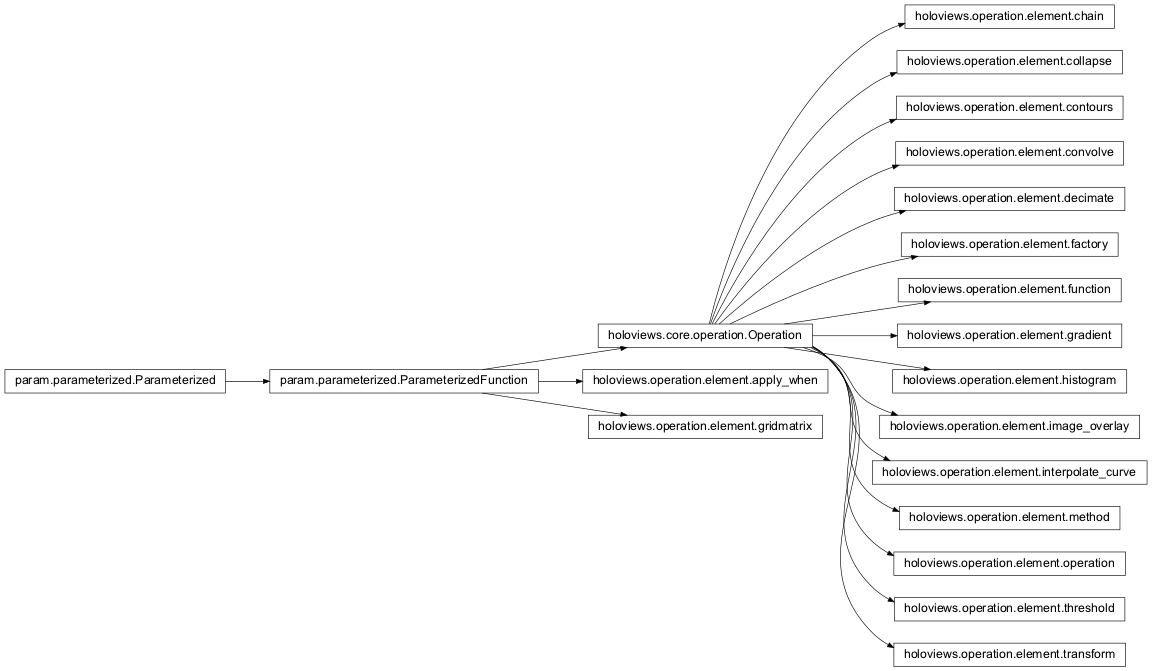 holoviews.operation.element.chain
holoviews.operation.element.collapse
holoviews.operation.element.contours
holoviews.operation.element.convolve
holoviews.operation.element.decimate
holoviews.operation.element.factory
holoviews.operation.element.function
holoviews.core.operation.Operation
holoviews.operation.element.gradient
param.parameterized.Parameterized
param.parameterized.ParameterizedFunction
holoviews.operation.element.apply_when
holoviews.operation.element.histogram
holoviews.operation.element.gridmatrix
holoviews.operation.element.image_overlay
holoviews.operation.element.interpolate_curve
holoviews.operation.element.method
holoviews.operation.element.operation
holoviews.operation.element.threshold
holoviews.operation.element.transform